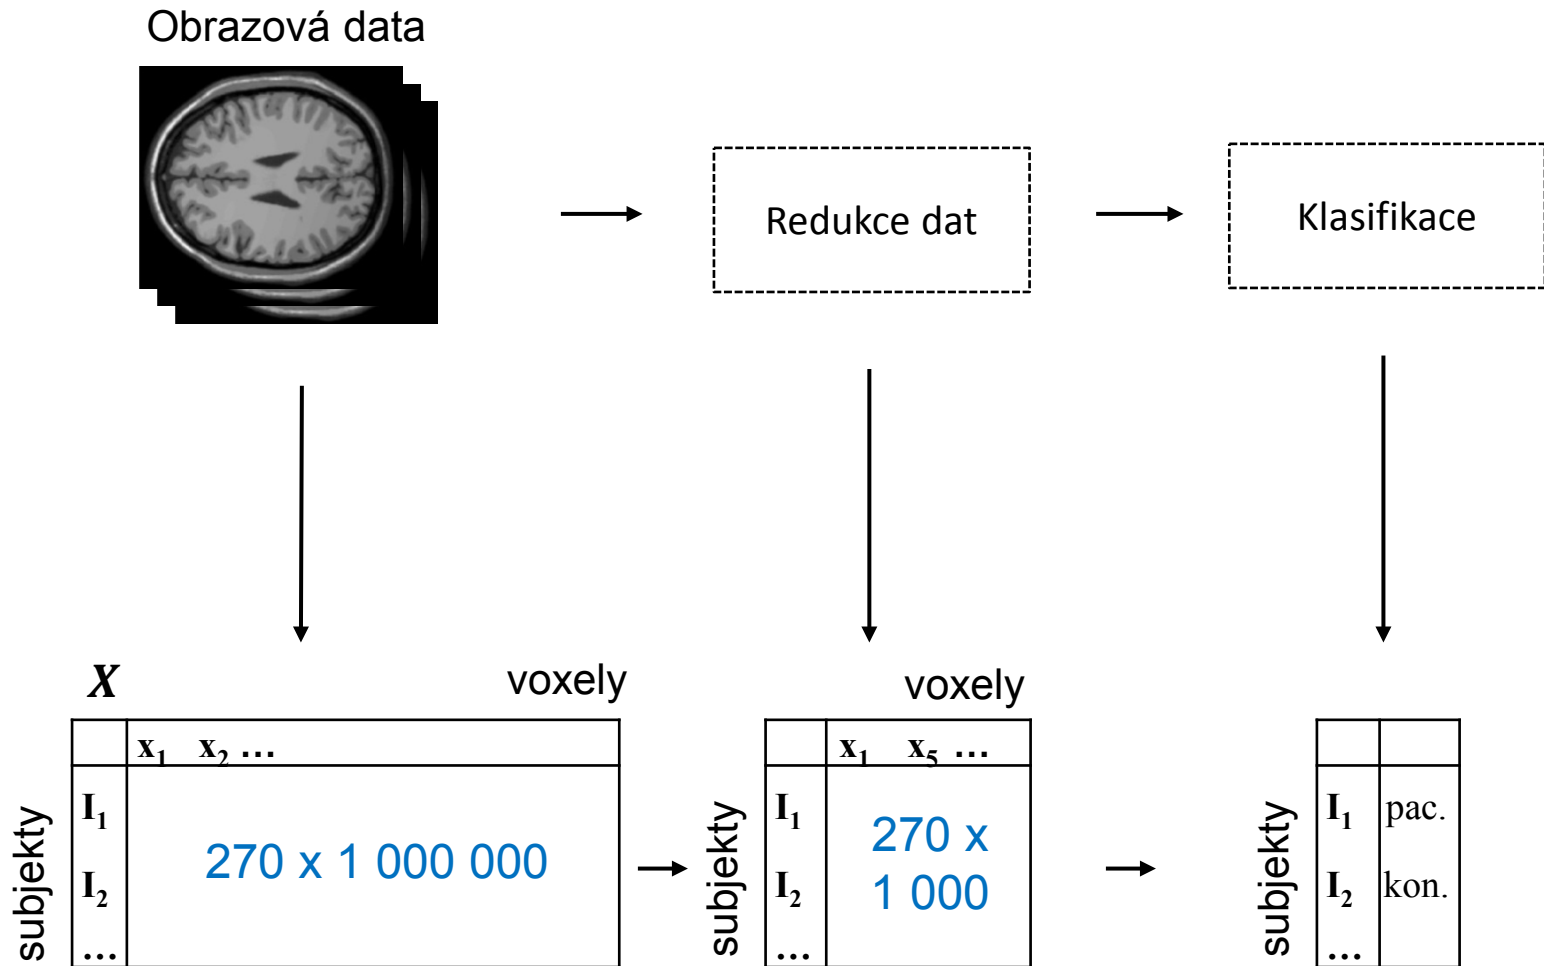 Obrazová data
Redukce dat
Klasifikace
X voxely
x1 x2 …
subjekty
I1
270 x 1 000 000
I2
…
voxely
x1 x5 …
subjekty
I1
270 x
1 000
I2
…
subjekty
I1 pac.
I2 kon.
…